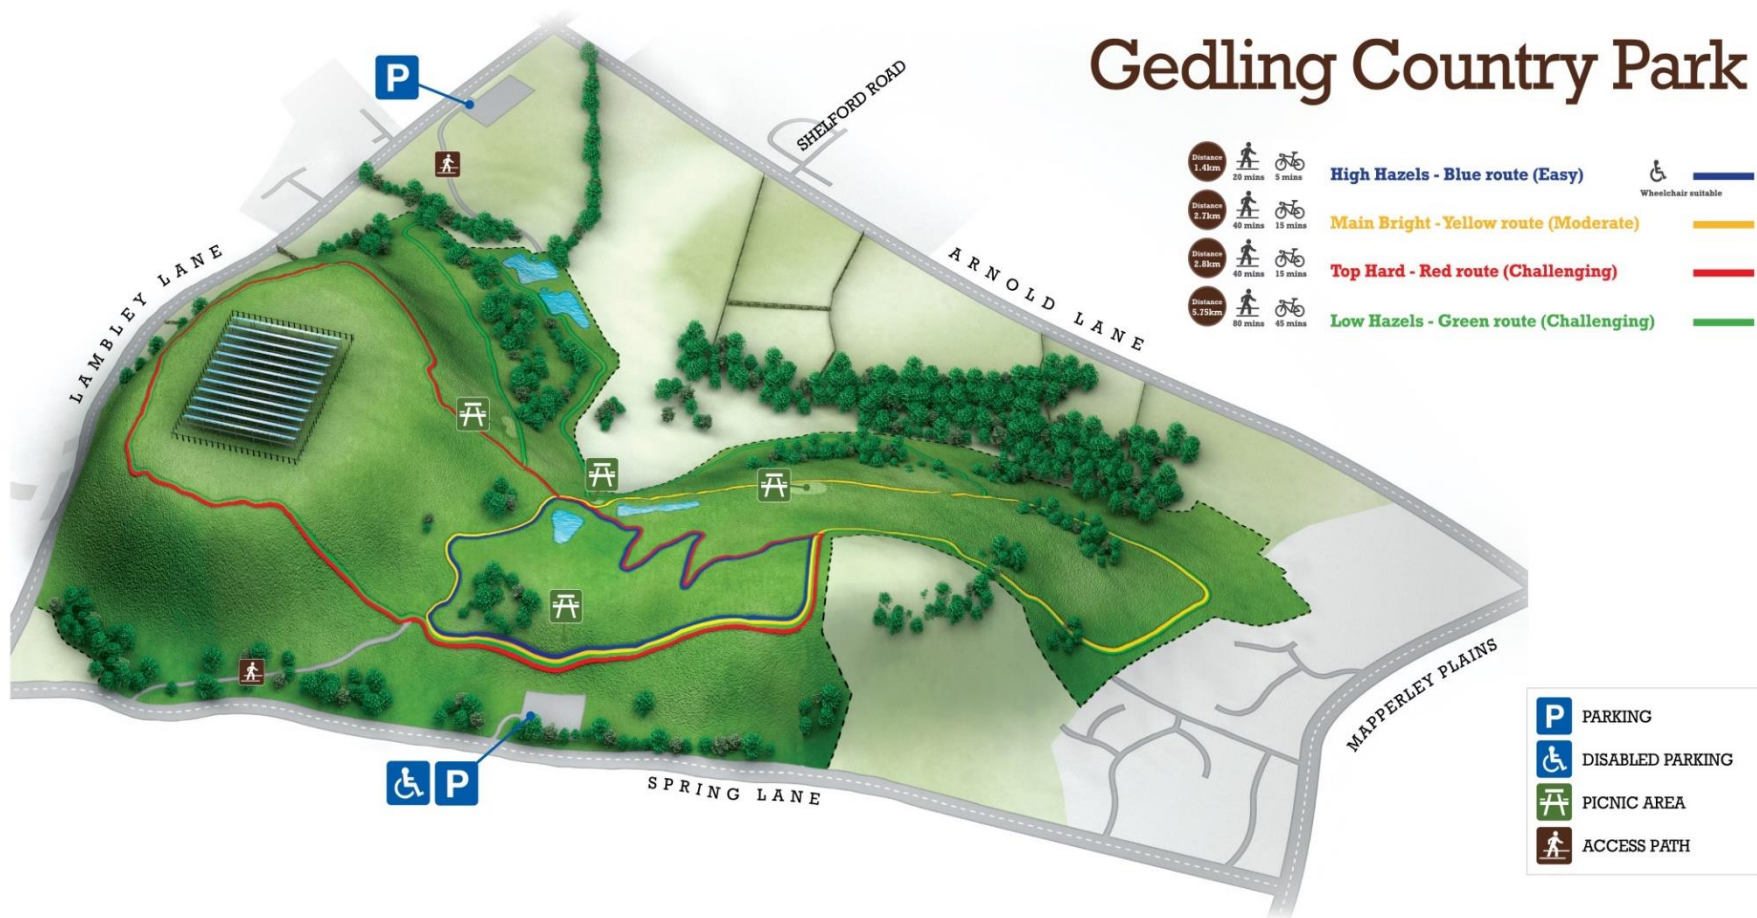 Gedling Country Park
P
SHELFORD ROAD
Distance
1.4km
20 mins
5 mins
High Hazels - Blue route (Easy)
Wheelchair suitable
Distance
2.7km
40 mins
15 mins
Main Bright - Yellow route (Moderate)
Distance
2.8km
40 mins
15 mins
Top Hard - Red route (Challenging)
Distance
5.75km
80 mins
45 mins
Low Hazels - Green route (Challenging)
LAMBLEY LANE
ARNOLD LANE
MAPPERLEY PLAINS
P
SPRING LANE
P PARKING
DISABLED PARKING
PICNIC AREA
ACCESS PATH